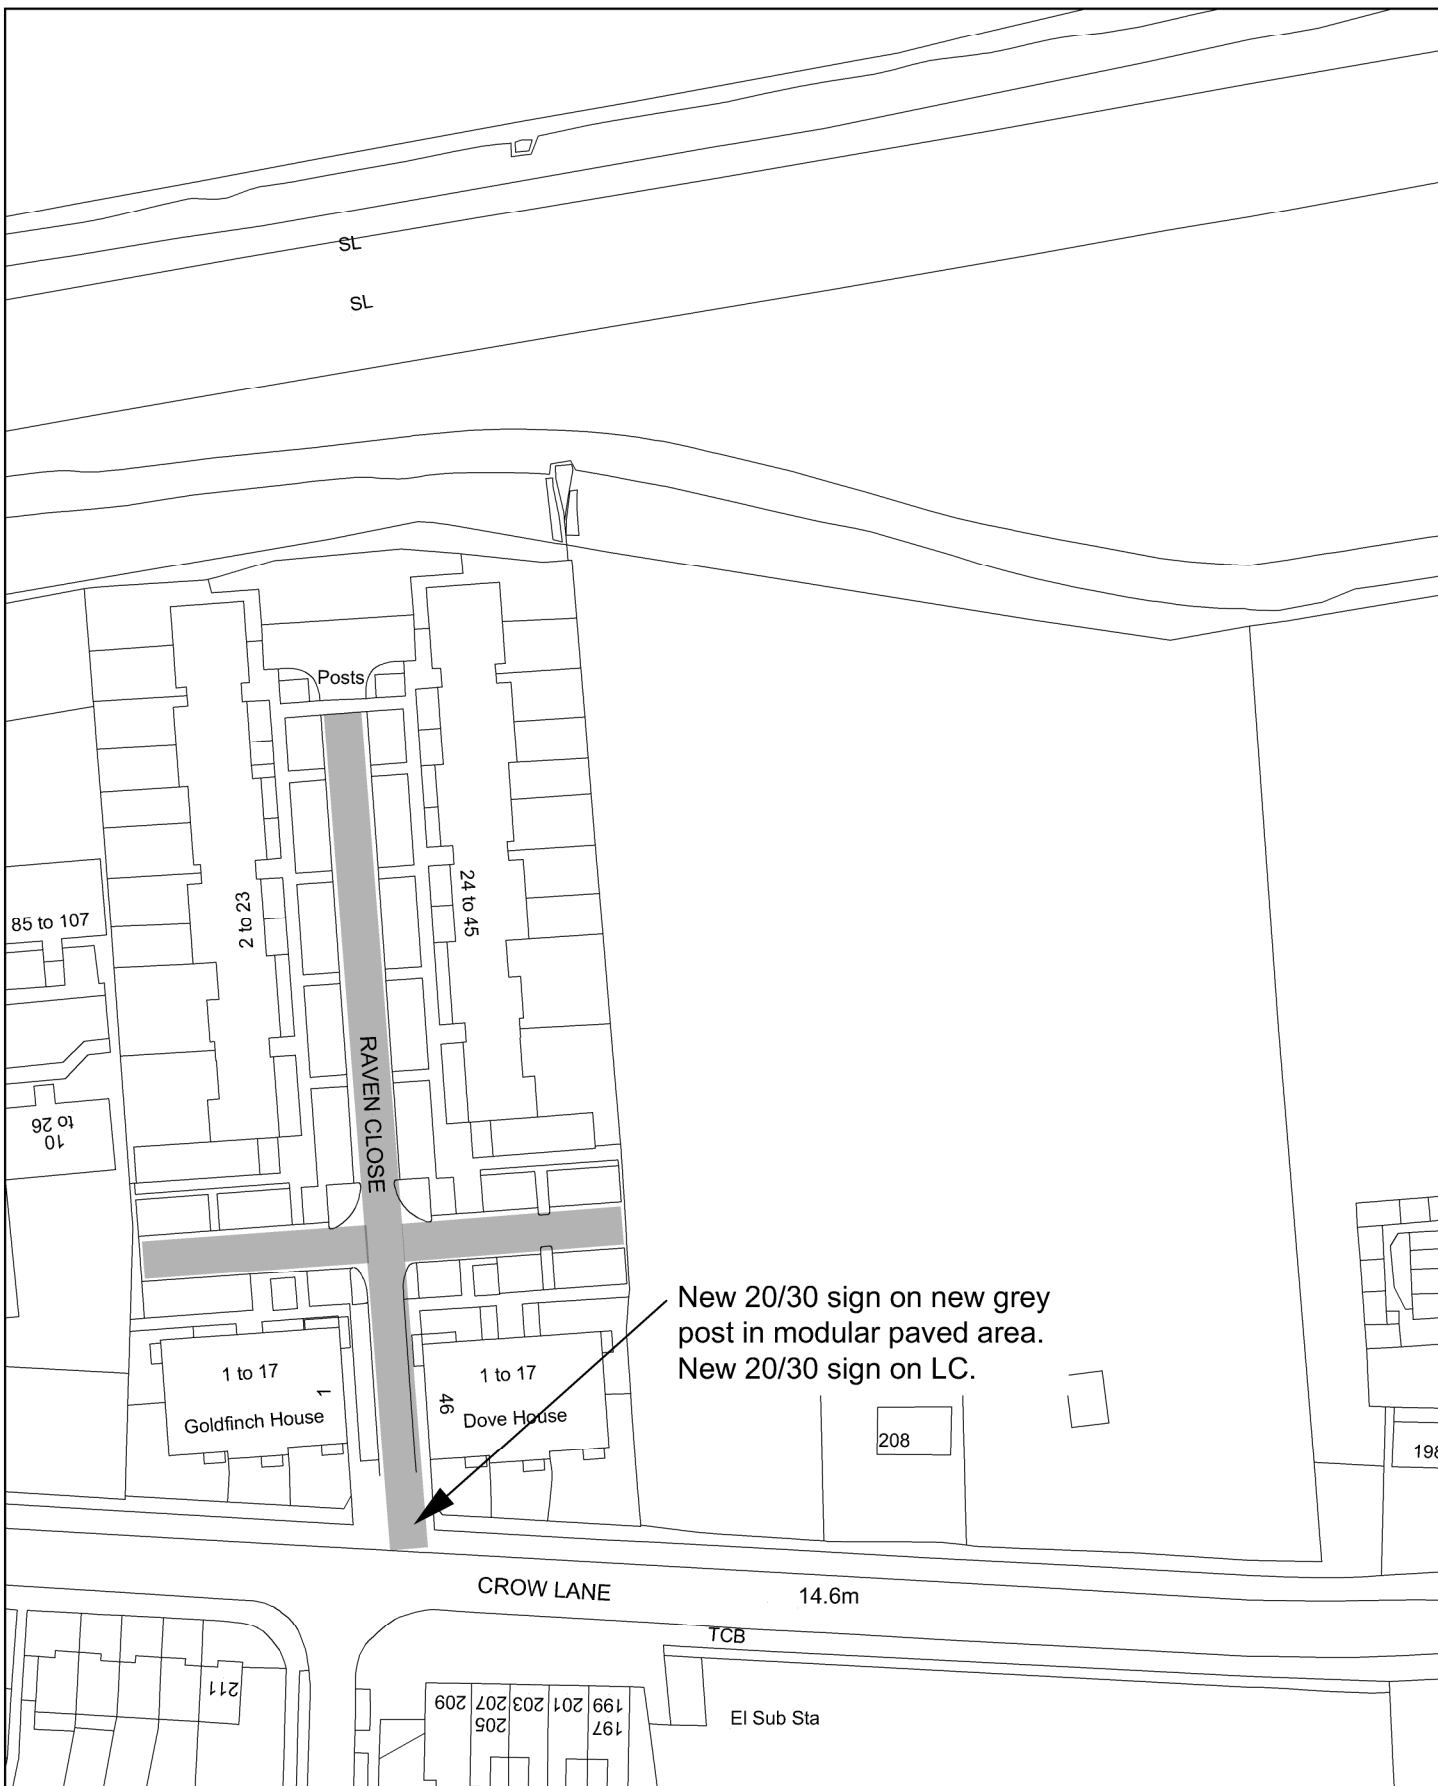 SL
SL
Posts
2 to 23
24 to 45
85 to 107
10
to 26
RAVEN CLOSE
New 20/30 sign on new grey
post in modular paved area.
New 20/30 sign on LC.
1 to 17
1
Goldfinch House
46
1 to 17
Dove House
208
198
CROW LANE
14.6m
TCB
211
209
207
205
203
201
199
197
El Sub Sta